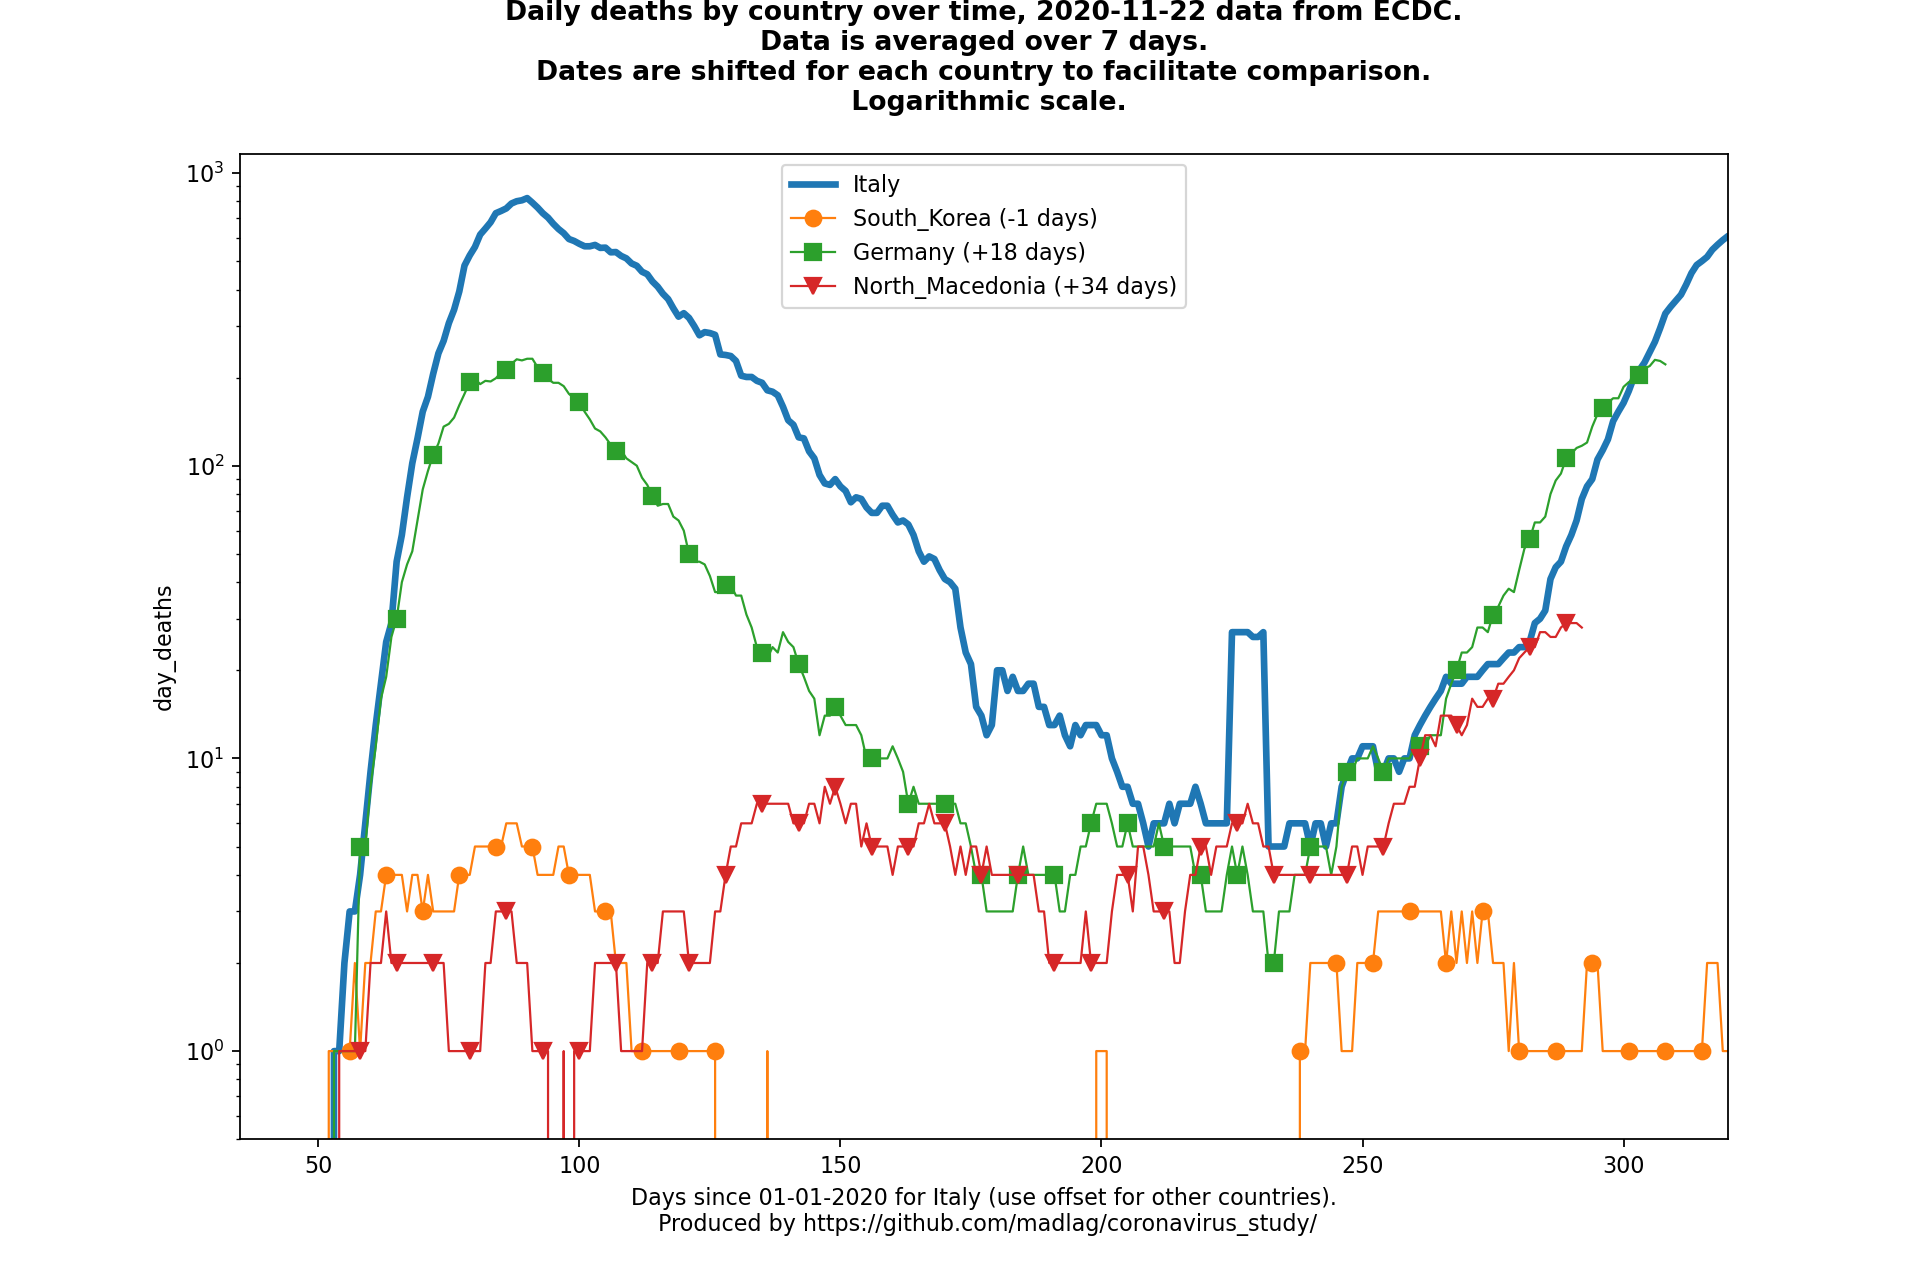 Daily deaths by country over time, 2020-11-22 data from ECDC.
Data is averaged over 7 days.
Dates are shifted for each country to facilitate comparison.
Logarithmic scale.
10³
10²
10¹
10⁰
day_deaths
Italy
South_Korea (-1 days)
Germany (+18 days)
North_Macedonia (+34 days)
50
100
150
200
250
300
Days since 01-01-2020 for Italy (use offset for other countries).
Produced by https://github.com/madlag/coronavirus_study/